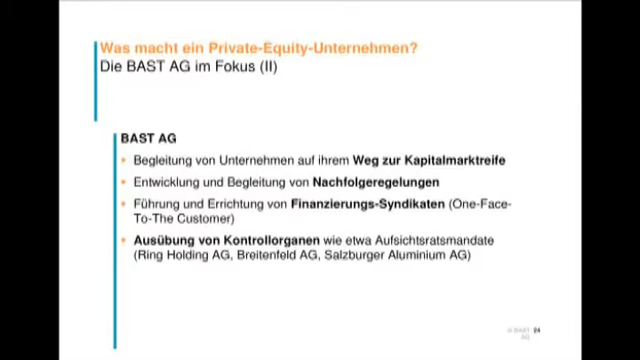 Was macht ein Private-Equity-Unternehmen?
Die BAST AG im Fokus (II)
BAST AG
• Begleitung von Unternehmen auf ihrem Weg zur Kapitalmarktreife
• Entwicklung und Begleitung von Nachfolgeregelungen
• Führung und Errichtung von Finanzierungs-Syndikaten (One-Face-
To-The Customer)
• Ausübung von Kontrollorganen wie etwa Aufsichtsratsmandate
(Ring Holding AG, Breitenfeld AG, Salzburger Aluminium AG)
© BAST 24
AG